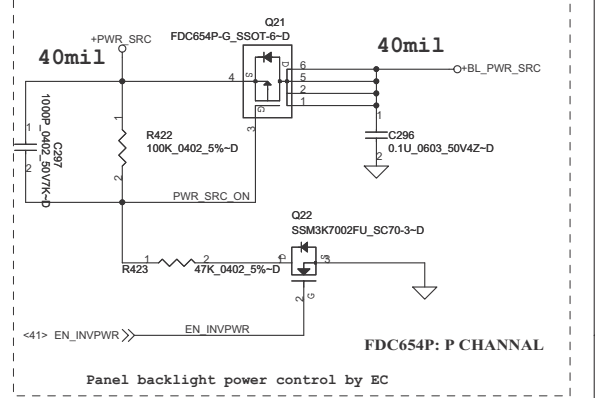 Q21
FDC654P-G_SSOT-6~D
+PWR_SRC
40mil
40mil
4
S
D
G
3
6
5
2
1
+BL_PWR_SRC
1
C297
1000P_0402_50V7K~D
2
1
R422
100K_0402_5%~D
2
1
C296
0.1U_0603_50V4Z~D
2
PWR_SRC_ON
Q22
SSM3K7002FU_SC70-3~D
R423
1
2
47K_0402_5%~D
1
D
S
3
2
G
<41> EN_INVPWR
EN_INVPWR
FDC654P: P CHANNAL
Panel backlight power control by EC